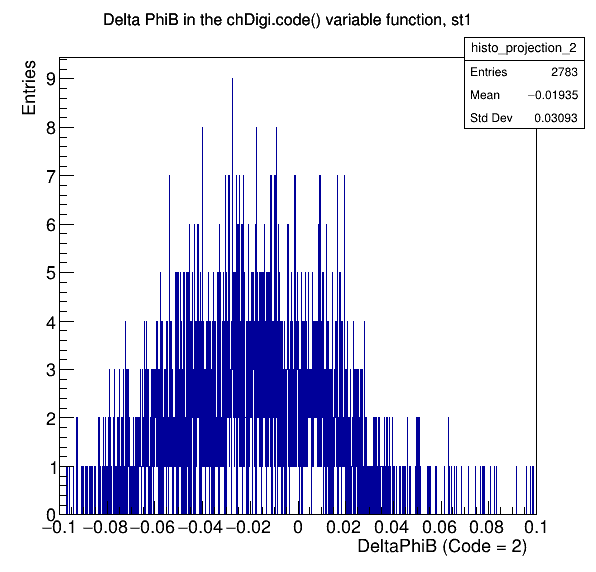 Delta PhiB in the chDigi.code() variable function, st1
histo_projection_2
Entries 2783
Mean −0.01935
Std Dev 0.03093
Entries
9
8
7
6
5
4
3
2
1
0
−0.1 −0.08 −0.06 −0.04 −0.02 0 0.02 0.04 0.06 0.08 0.1
DeltaPhiB (Code = 2)